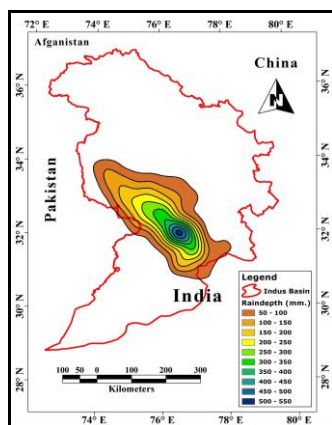 72° E 74° E 76° E 78° E 80° E
Afganistan
China
N
36° N 36° N
34° N 34° N
Pakistan
32° N 32° N
India
30° N 30° N
28° N 28° N
Legend
Indus Basin
Raindepth (mm.)
50 - 100
100 - 150
150 - 200
200 - 250
250 - 300
300 - 350
350 - 400
400 - 450
450 - 500
500 - 550
100 50 0 100 200 300
Kilometers
74° E 76° E 78° E 80° E